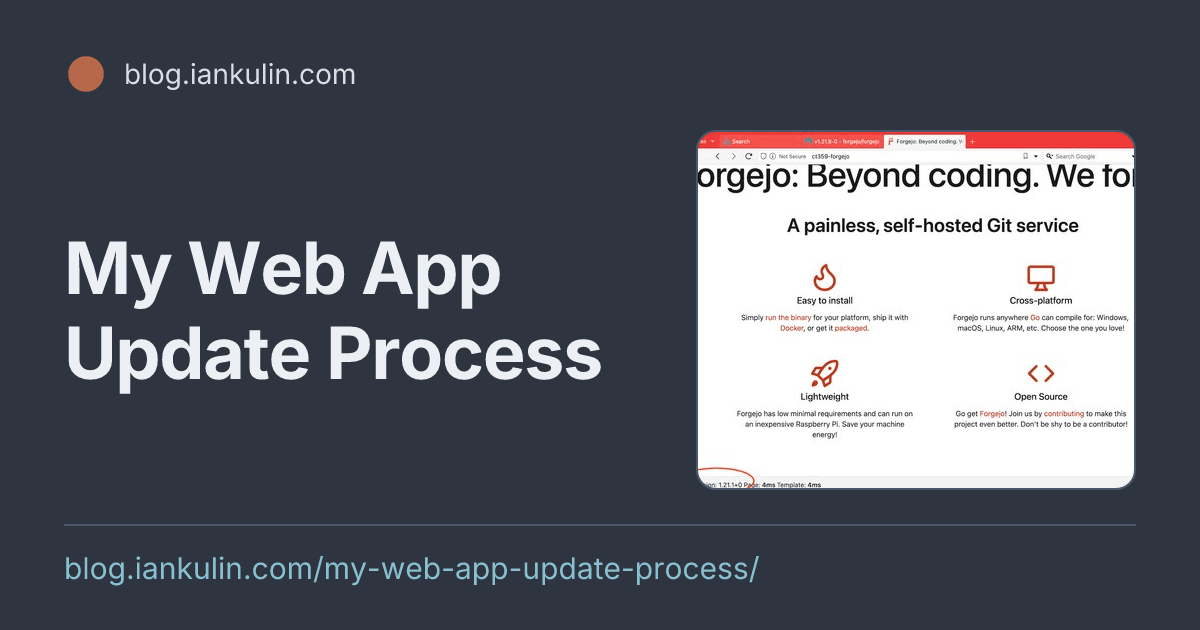 blog.iankulin.com
My Web App
Update Process
Search
v1.21.8-0 - forgejo/forgejo
Forgejo: Beyond coding. W
Not Secure
ct359-forgejo
Search Google
orgejo: Beyond coding. We fo
A painless, self-hosted Git service
Easy to install
Simply run the binary for your platform, ship it with
Docker, or get it packaged.
Cross-platform
Forgejo runs anywhere Go can compile for: Windows,
macOS, Linux, ARM, etc. Choose the one you love!
Lightweight
Forgejo has low minimal requirements and can run on
an inexpensive Raspberry Pi. Save your machine
energy!
Open Source
Go get Forgejo! Join us by contributing to make this
project even better. Don't be shy to be a contributor!
1.21.1+0 Page: 4ms Template: 4ms
blog.iankulin.com/my-web-app-update-process/